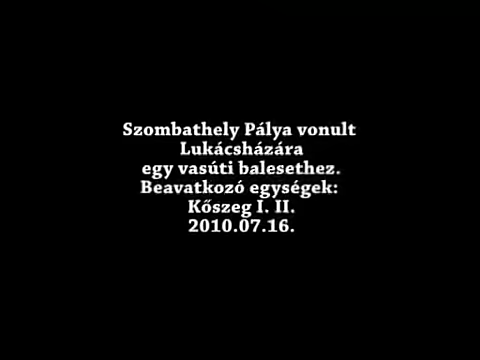 Szombathely Pálya vonult
Lukácsházára
egy vasúti balesethez.
Beavatkozó egységek:
Kőszeg I. II.
2010.07.16.